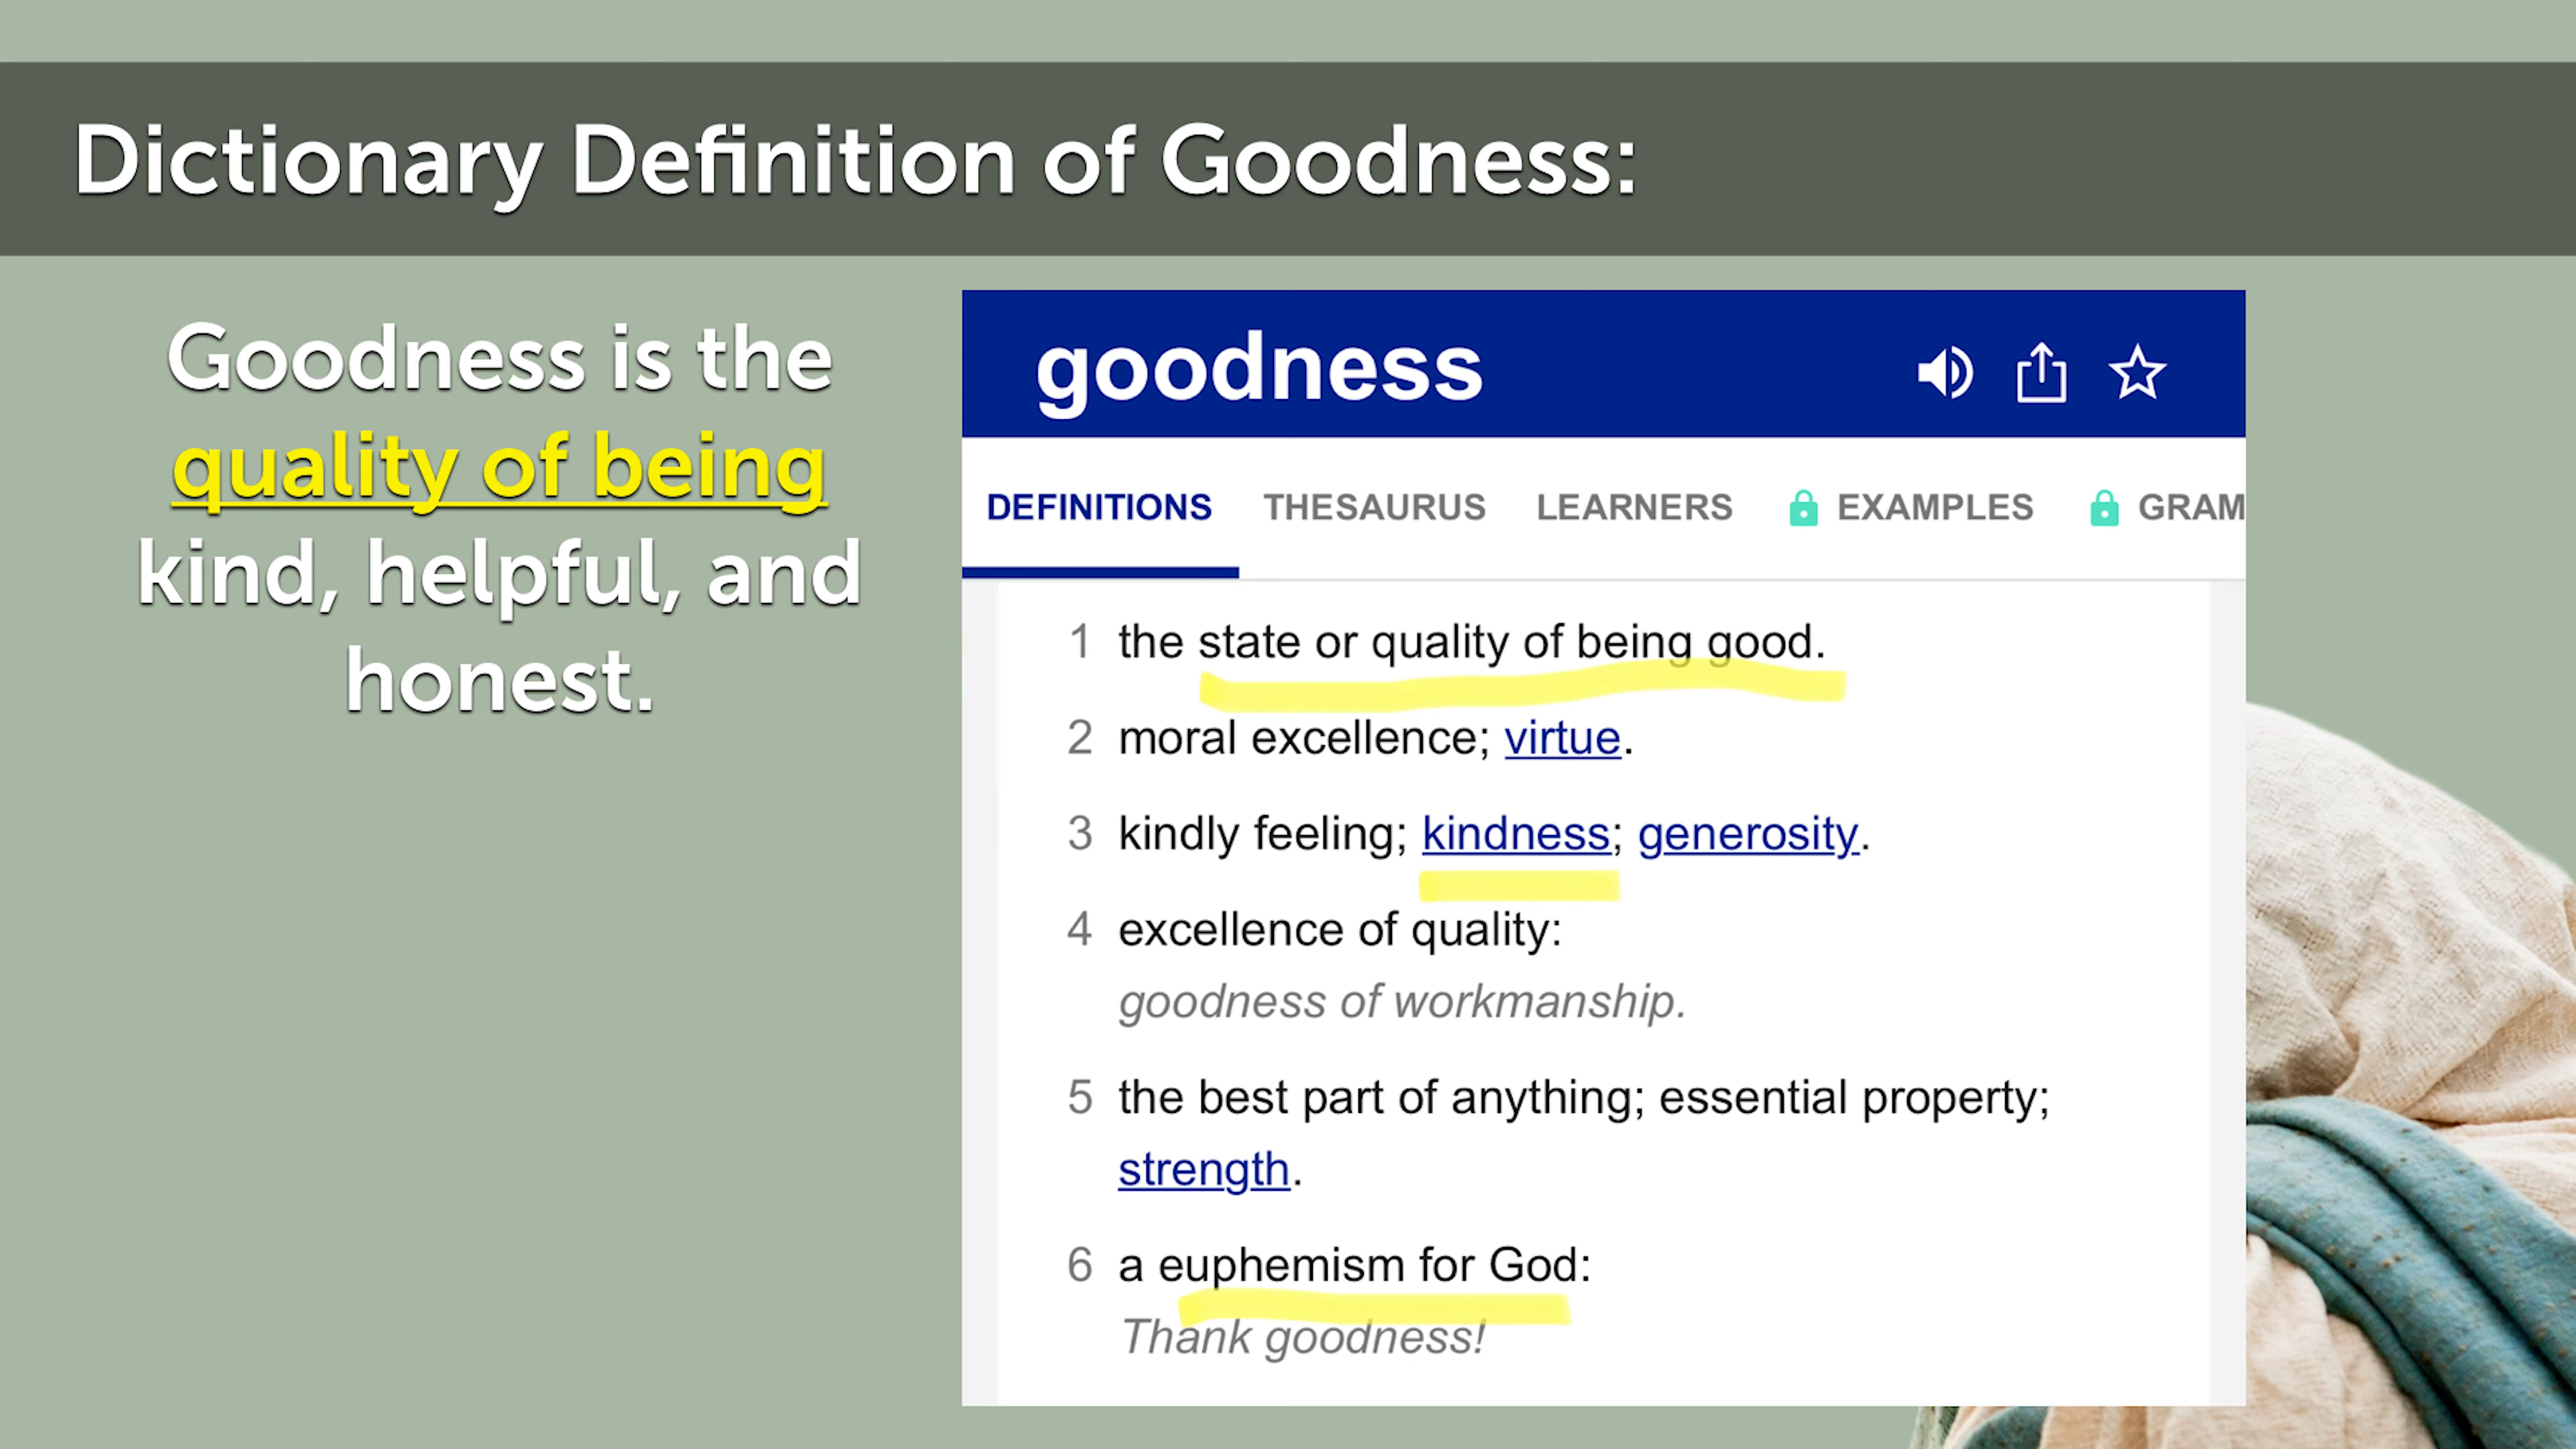 Dictionary Definition of Goodness:
Goodness is the
quality of being
kind, helpful, and
honest.
goodness
DEFINITIONS THESAURUS LEARNERS EXAMPLES GRAM
1 the state or quality of being good.
2 moral excellence; virtue.
3 kindly feeling; kindness; generosity.
4 excellence of quality:
goodness of workmanship.
5 the best part of anything; essential property;
strength.
6 a euphemism for God:
Thank goodness!